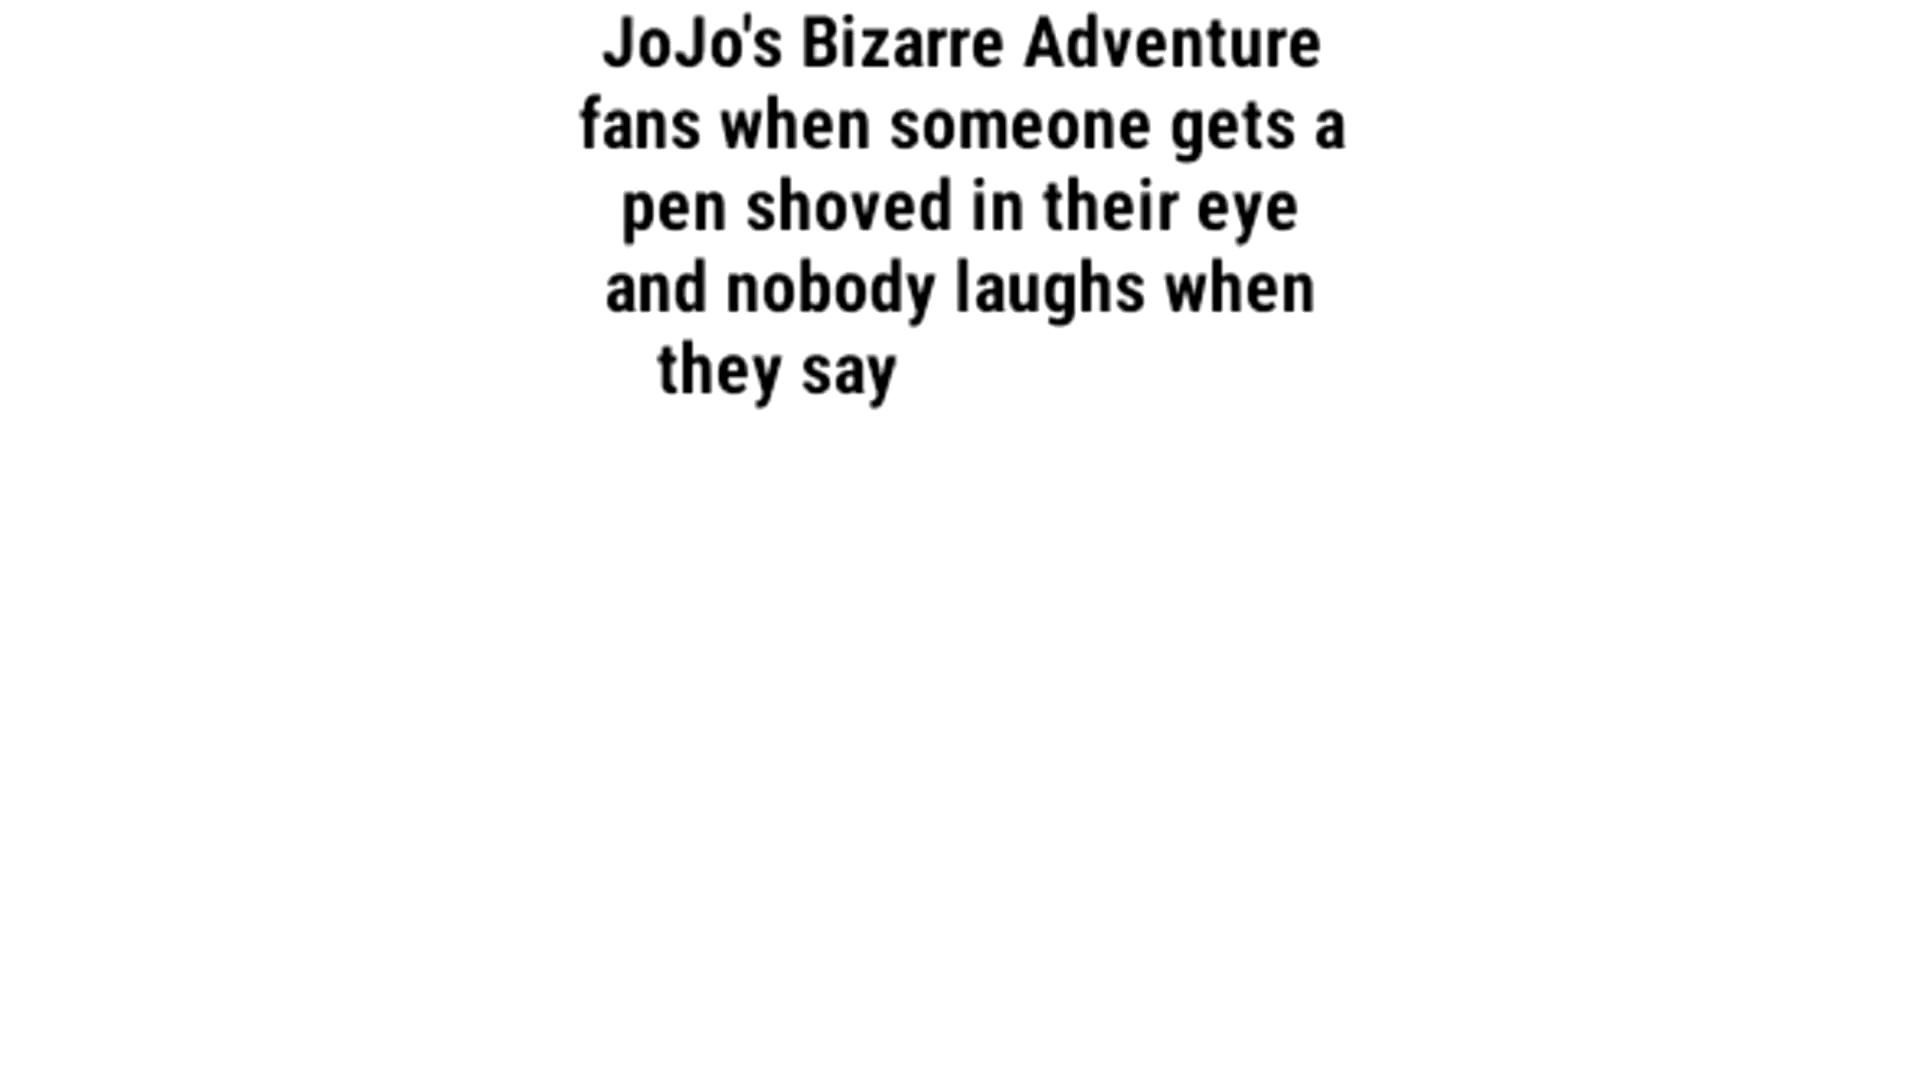 JoJo's Bizarre Adventure
fans when someone gets a
pen shoved in their eye
and nobody laughs when
they say